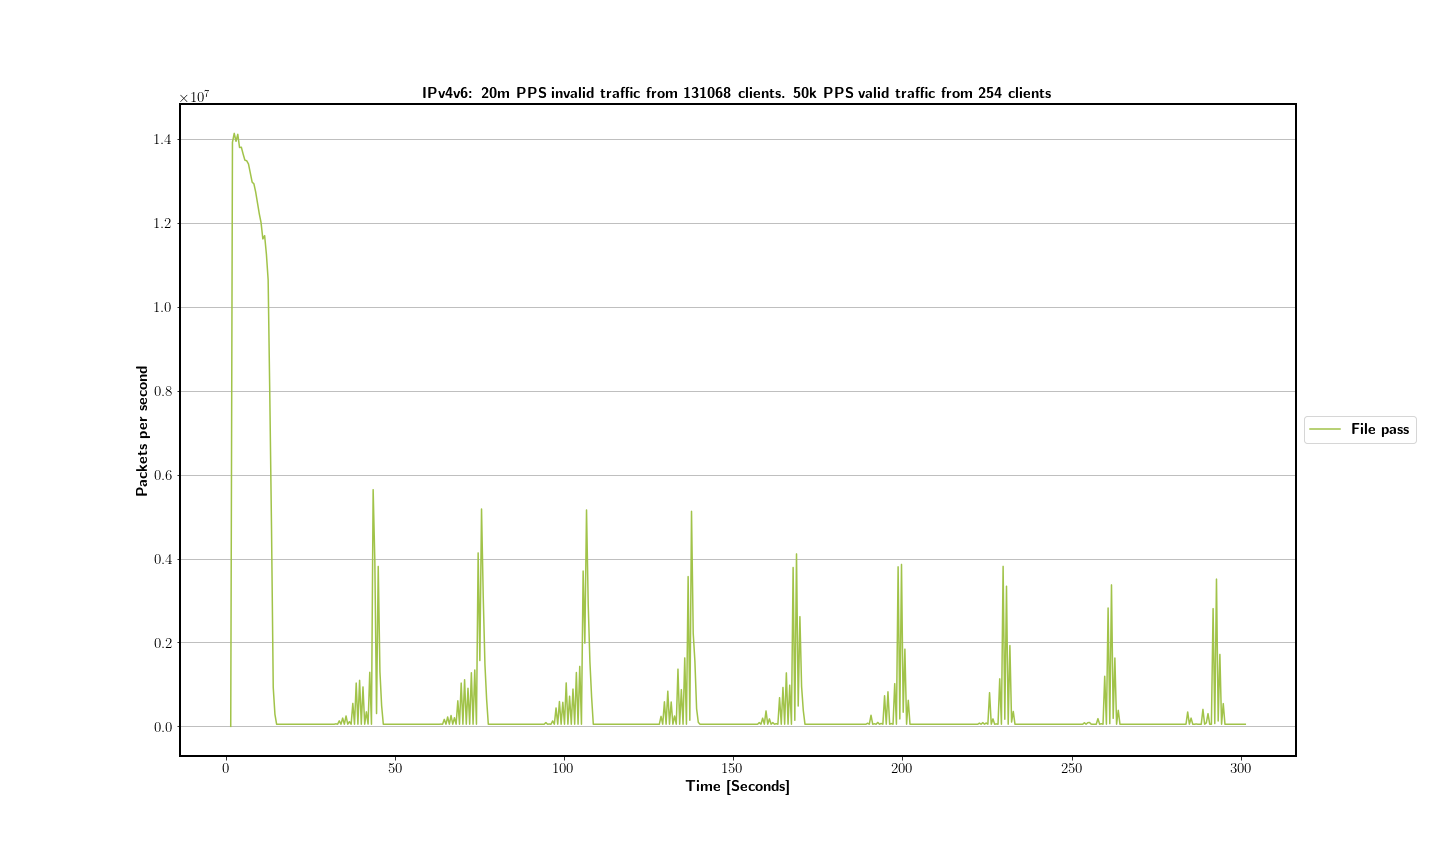 IPv4v6: 20m PPS invalid traffic from 131068 clients. 50k PPS valid traffic from 254 clients
×10⁷
1.4
1.2
1.0
0.8
0.6
0.4
0.2
0.0
Packets per second
File pass
0 50 100 150 200 250 300
Time [Seconds]